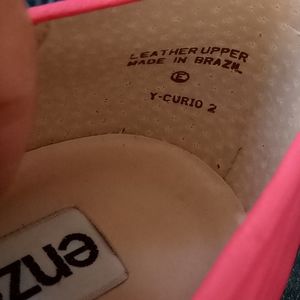 LEATHER UPPER
MADE IN BRAZIL
E
Y-CURIO 2
enz